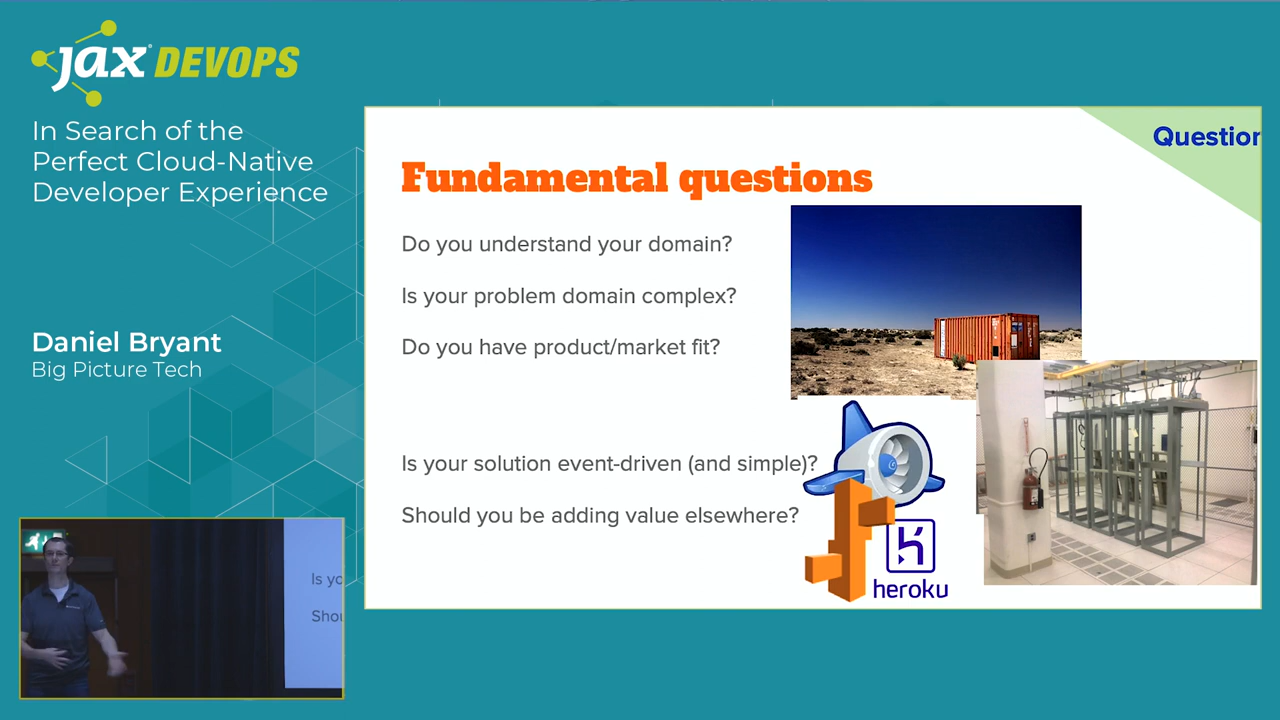 jax DEVOPS
In Search of the
Perfect Cloud-Native
Developer Experience
Daniel Bryant
Big Picture Tech
Question
Fundamental questions
Do you understand your domain?
Is your problem domain complex?
Do you have product/market fit?
Is your solution event-driven (and simple)?
Should you be adding value elsewhere?
heroku
Is yo
Shou